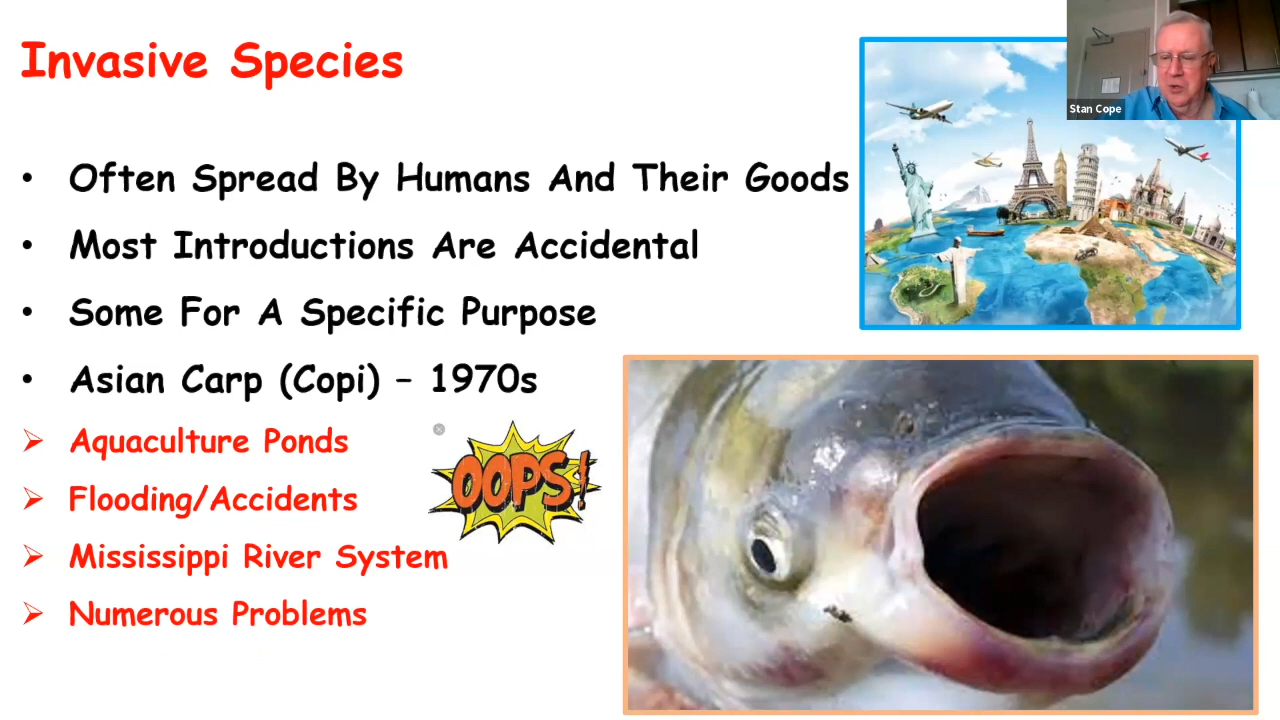 Invasive Species
Often Spread By Humans And Their Goods
Most Introductions Are Accidental
Some For A Specific Purpose
Asian Carp (Copi) – 1970s
Aquaculture Ponds
Flooding/Accidents
Mississippi River System
Numerous Problems
OOPS!
Stan Cope